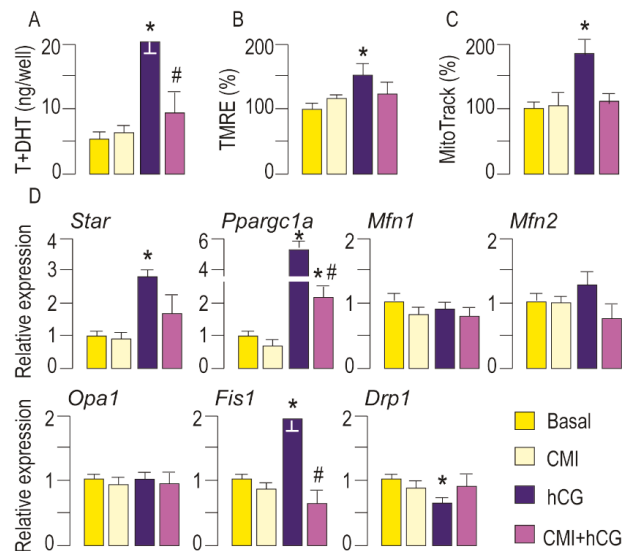 A
B
C
T+DHT (ng/well)
20
10
0
*
#
TMRE (%)
200
100
0
*
MitoTrack (%)
200
100
0
*
D
Star
Ppargc1a
Mfn1
Mfn2
Relative expression
4
3
2
1
0
*
6
4
2
1
0
*
*#
2
1
0
2
1
0
Opa1
Fis1
Drp1
Relative expression
2
1
0
2
1
0
*
#
2
1
0
*
Basal
CMI
hCG
CMI+hCG